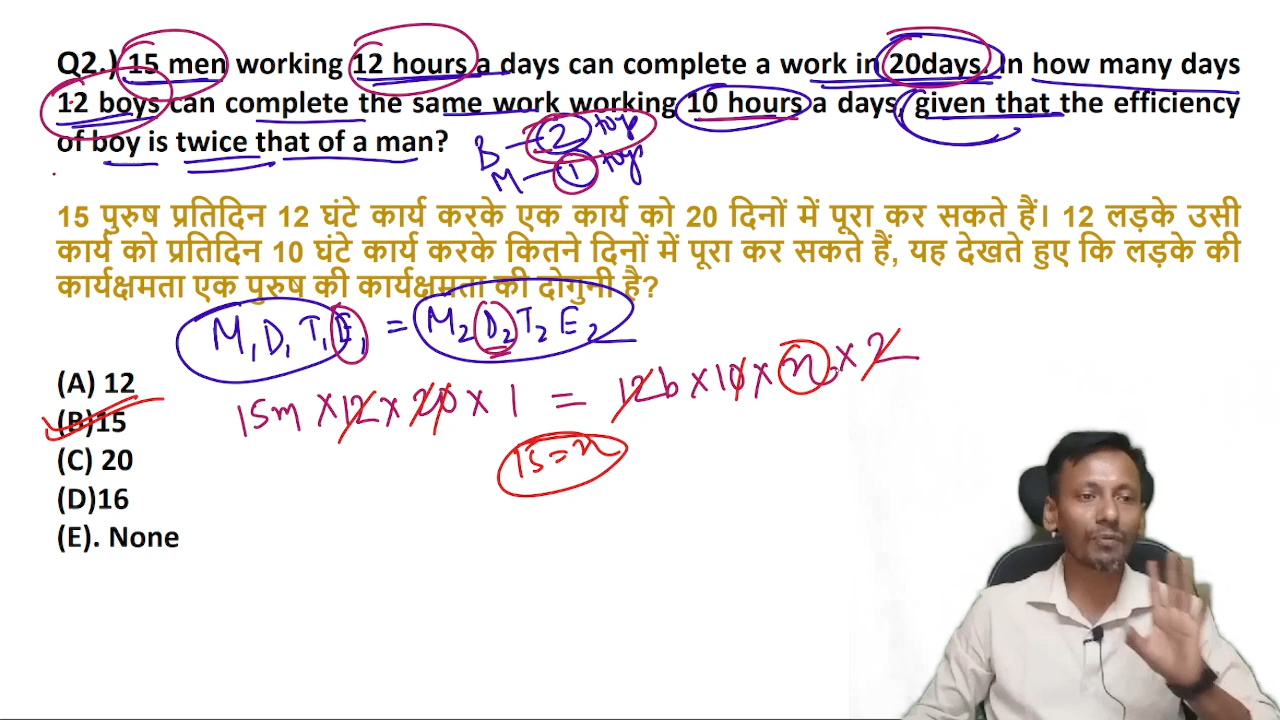 Q2.) 15 men working 12 hours a days can complete a work in 20days. In how many days
12 boys can complete the same work working 10 hours a days, given that the efficiency
of boy is twice that of a man?
B — 2 toys
M — 1 toys
15 पुरुष प्रतिदिन 12 घंटे कार्य करके एक कार्य को 20 दिनों में पूरा कर सकते हैं। 12 लड़के उसी
कार्य को प्रतिदिन 10 घंटे कार्य करके कितने दिनों में पूरा कर सकते हैं, यह देखते हुए कि लड़के की
कार्यक्षमता एक पुरुष की कार्यक्षमता की दोगुनी है?
M₁D₁T₁E₁ = M₂D₂T₂E₂
15m × 12 × 20 × 1 = 12b × 10 × n × 2
15 = n
(A) 12
(B)15
(C) 20
(D)16
(E). None